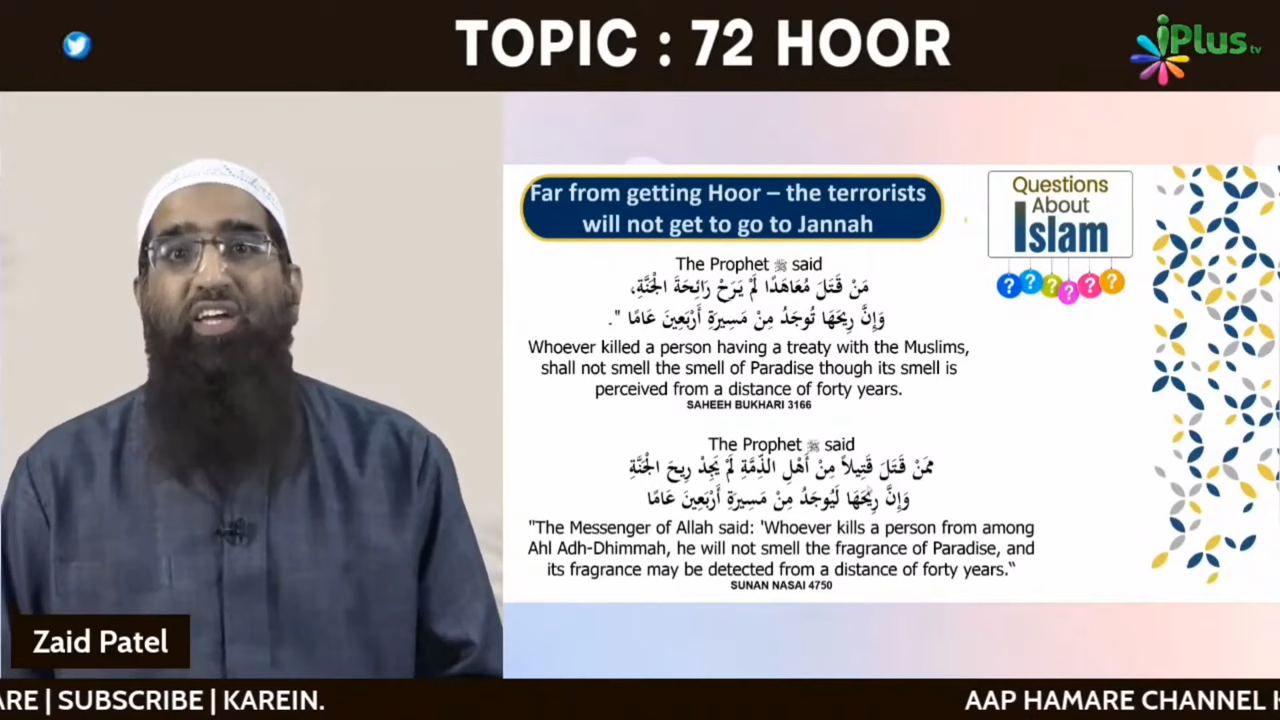 TOPIC : 72 HOOR
iPlus tv
Far from getting Hoor – the terrorists
will not get to go to Jannah
Questions
About
Islam
? ? ? ? ? ?
The Prophet ﷺ said
مَنْ قَتَلَ مُعَاهَدًا لَمْ يَرَحْ رَائِحَةَ الْجَنَّةِ،
وَإِنَّ رِيحَهَا تُوجَدُ مِنْ مَسِيرَةِ أَرْبَعِينَ عَامًا ".
Whoever killed a person having a treaty with the Muslims,
shall not smell the smell of Paradise though its smell is
perceived from a distance of forty years.
SAHEEH BUKHARI 3166
The Prophet ﷺ said
ممَنْ قَتَلَ قَتِيلاً مِنْ أَهْلِ الذِّمَّةِ لَمْ يَجِدْ رِيحَ الْجَنَّةِ
وَإِنَّ رِيْحَهَا لَيُوجَدُ مِنْ مَسِيرَةِ أَرْبَعِينَ عَامًا
"The Messenger of Allah said: 'Whoever kills a person from among
Ahl Adh-Dhimmah, he will not smell the fragrance of Paradise, and
its fragrance may be detected from a distance of forty years.“
SUNAN NASAI 4750
Zaid Patel
ARE | SUBSCRIBE | KAREIN.
AAP HAMARE CHANNEL H